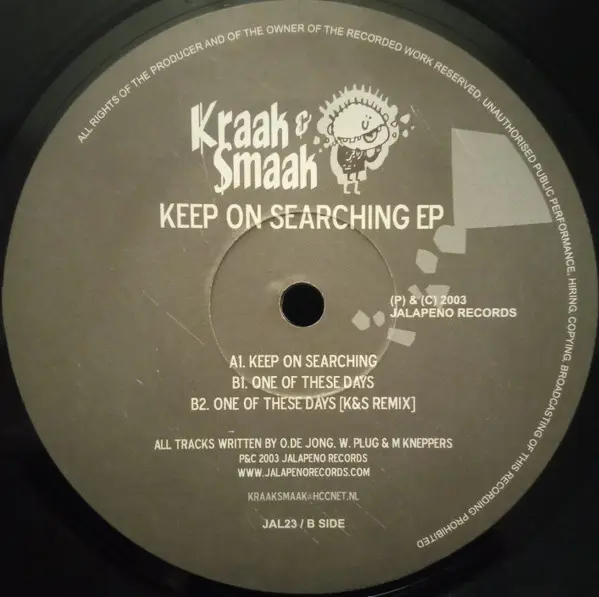 ALL RIGHTS OF THE PRODUCER AND OF THE OWNER OF THE RECORDED WORK RESERVED. UNAUTHORISED PUBLIC PERFORMANCE, HIRING, COPYING, BROADCASTING OF THIS RECORDING PROHIBITED
Kraak &
Smaak
KEEP ON SEARCHING EP
(P) & (C) 2003
JALAPENO RECORDS
A1. KEEP ON SEARCHING
B1. ONE OF THESE DAYS
B2. ONE OF THESE DAYS [K&S REMIX]
ALL TRACKS WRITTEN BY O.DE JONG. W. PLUG & M KNEPPERS
P&C 2003 JALAPENO RECORDS
WWW.JALAPENORECORDS.COM
KRAAKSMAAK@HCCNET.NL
JAL23 / B SIDE